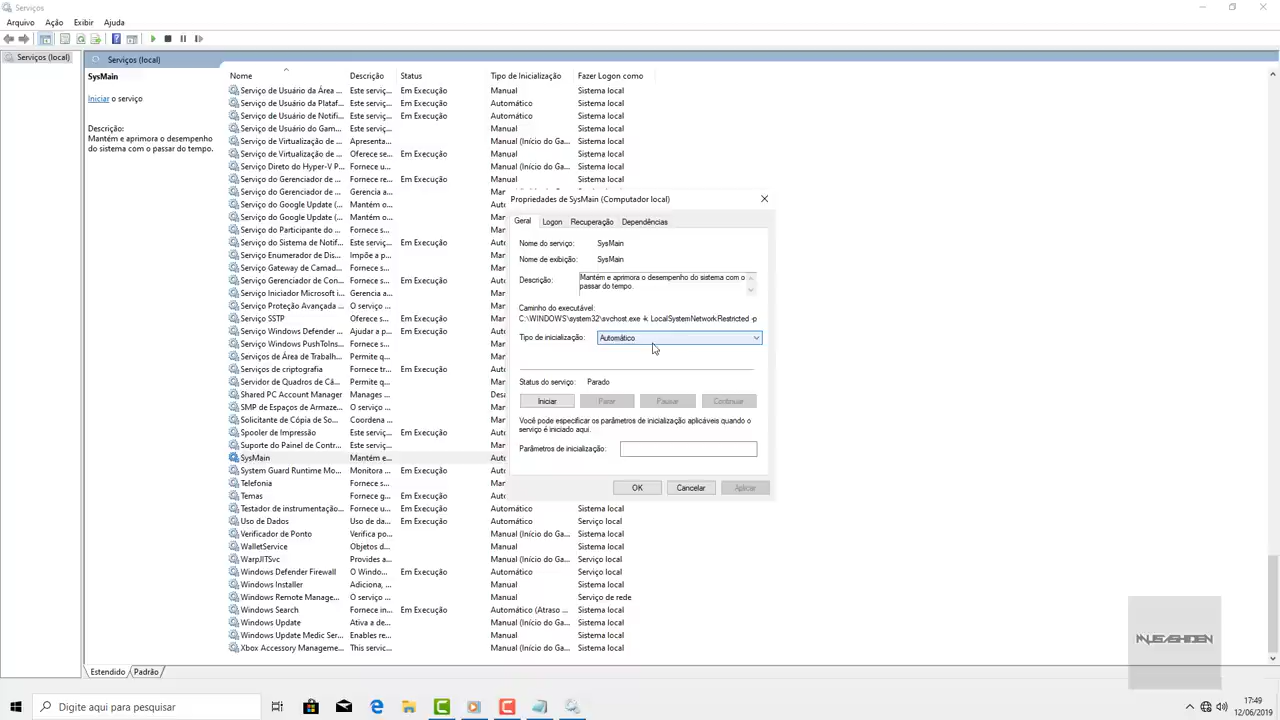 Serviços
Arquivo Ação Exibir Ajuda
Serviços (local)
Serviços (local)
SysMain
Iniciar o serviço
Descrição:
Mantém e aprimora o desempenho
do sistema com o passar do tempo.
Nome Descrição Status Tipo de Inicialização Fazer Logon como
Serviço de Usuário da Área ... Este serviç... Em Execução Manual Sistema local
Serviço de Usuário da Plataf... Este serviç... Em Execução Automático Sistema local
Serviço de Usuário de Notifi... Este serviç... Em Execução Automático Sistema local
Serviço de Usuário do Gam... Este serviç... Manual Sistema local
Serviço de Virtualização de ... Apresenta... Manual (Início do Ga... Sistema local
Serviço de Virtualização de ... Oferece se... Em Execução Manual Sistema local
Serviço Direto do Hyper-V P... Fornece u... Manual (Início do Ga... Sistema local
Serviço do Gerenciador de ... Fornece re... Em Execução Manual Sistema local
Serviço do Gerenciador de ... Gerencia a...
Serviço do Google Update (... Mantém o ...
Serviço do Google Update (... Mantém o ...
Serviço do Participante do ... Fornece s...
Serviço do Sistema de Notif... Este serviç... Em Execução
Serviço Enumerador de Dis... Impõe a p...
Serviço Gateway de Camad... Fornece s...
Serviço Gerenciador de Con... Fornece s... Em Execução
Serviço Iniciador Microsoft i... Gerencia a...
Serviço Proteção Avançada ... O serviço ...
Serviço SSTP Fornece s... Em Execução
Serviço Windows Defender ... Ajudar a p... Em Execução
Serviço Windows PushToIns... Fornece s...
Serviços de Área de Trabalh... Permite q...
Serviços de criptografia Fornece tr... Em Execução
Servidor de Quadros de Câ... Permite q...
Shared PC Account Manager Manages ... Des
SMP de Espaços de Armaze... O serviço ...
Solicitante de Cópia de So... Coordena ...
Spooler de Impressão Este serviç... Em Execução
Suporte do Painel de Contr... Este serviç...
SysMain Mantém e...
System Guard Runtime Mo... Monitora ... Em Execução
Telefonia Fornece s...
Temas Fornece g... Em Execução
Testador de instrumentação... Fornece u... Automático Sistema local
Uso de Dados Uso de da... Em Execução Automático Serviço local
Verificador de Ponto Verifica po... Manual (Início do Ga... Sistema local
WalletService Objetos d... Manual Sistema local
WarpJITSvc Provides a... Manual (Início do Ga... Serviço local
Windows Defender Firewall O Windo... Em Execução Automático Serviço local
Windows Installer Adiciona, ... Manual Sistema local
Windows Remote Manage... O serviço ... Manual Serviço de rede
Windows Search Fornece in... Em Execução Automático (Atraso ... Sistema local
Windows Update Ativa a de... Manual (Início do Ga... Sistema local
Windows Update Medic Ser... Enables re... Manual Sistema local
Xbox Accessory Manageme... This servic... Manual (Início do Ga... Sistema local
Propriedades de SysMain (Computador local)
Geral Logon Recuperação Dependências
Nome do serviço: SysMain
Nome de exibição: SysMain
Descrição: Mantém e aprimora o desempenho do sistema com o
passar do tempo.
Caminho do executável:
C:\WINDOWS\system32\svchost.exe -k LocalSystemNetworkRestricted -p
Tipo de inicialização: Automático
Status do serviço: Parado
Iniciar Parar Pausar Continuar
Você pode especificar os parâmetros de inicialização aplicáveis quando o
serviço é iniciado aqui.
Parâmetros de inicialização:
OK Cancelar Aplicar
Estendido Padrão
Digite aqui para pesquisar
17:49
12/06/2019